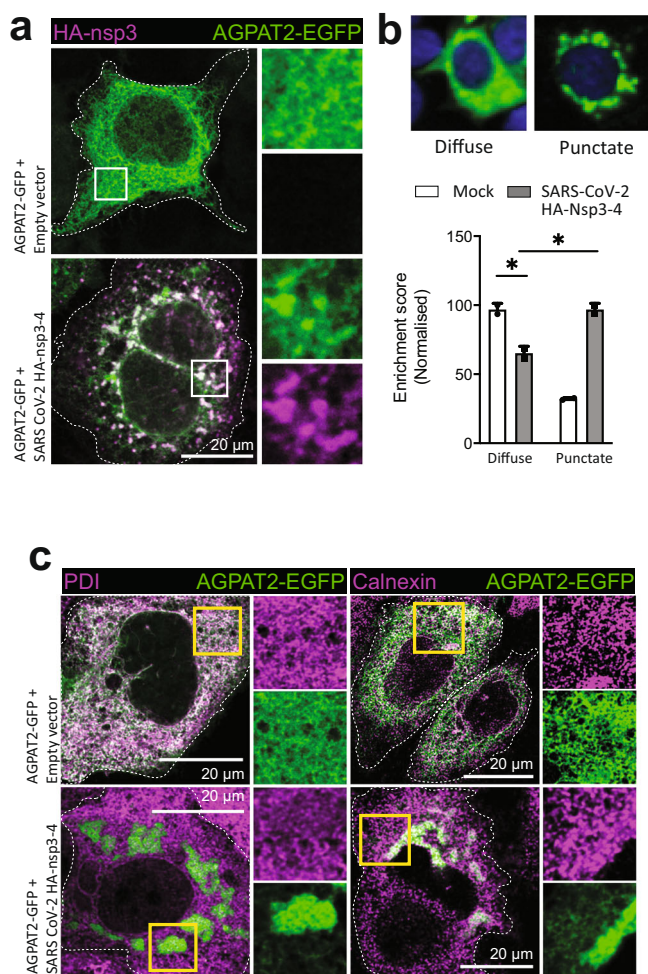 a
HA-nsp3 AGPAT2-EGFP
AGPAT2-GFP +
Empty vector
AGPAT2-GFP +
SARS CoV-2 HA-nsp3-4
20 µm
b
Diffuse Punctate
Mock SARS-CoV-2
HA-Nsp3-4
Enrichment score
(Normalised)
150
100
50
0
* *
Diffuse Punctate
c
PDI AGPAT2-EGFP Calnexin AGPAT2-EGFP
AGPAT2-GFP +
Empty vector
20 µm 20 µm
AGPAT2-GFP +
SARS CoV-2 HA-nsp3-4
20 µm
20 µm